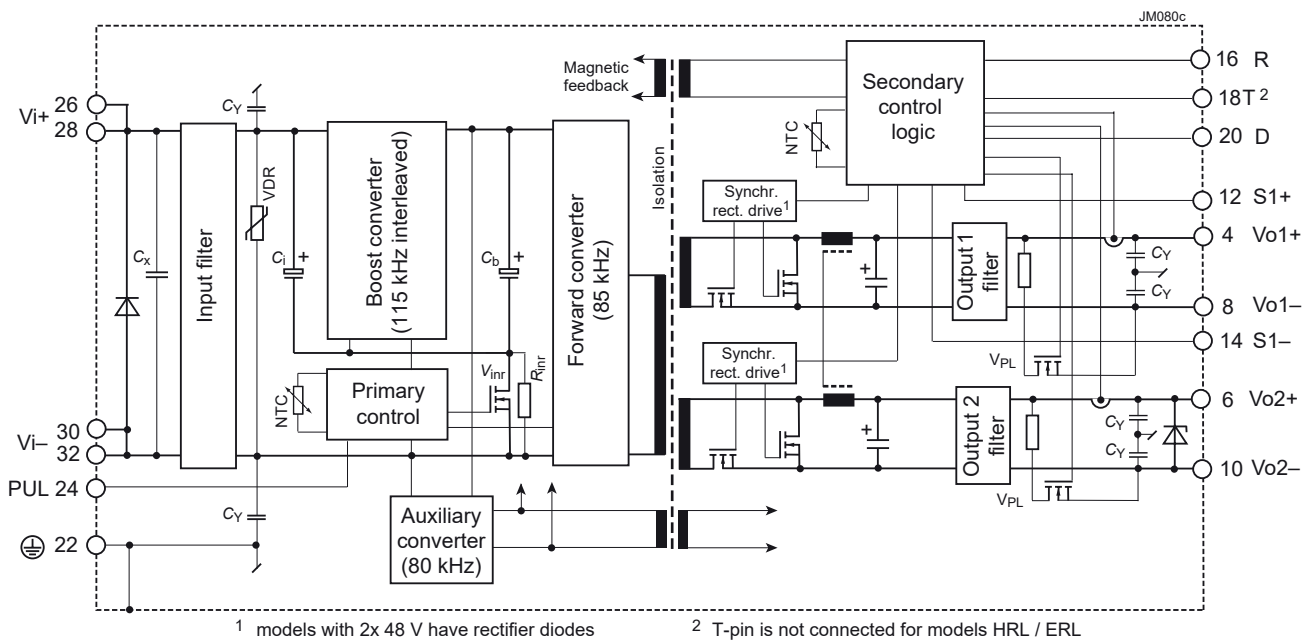 JM080c
Vi+
26
28
CY
Cx
Input filter
VDR
Ci
+
Boost converter
(115 kHz interleaved)
Cb
+
Forward converter
(85 kHz)
Magnetic
feedback
Isolation
NTC
Secondary
control
logic
16 R
18T 2
20 D
12 S1+
4 Vo1+
8 Vo1–
14 S1–
6 Vo2+
10 Vo2–
Synchr.
rect. drive1
+
Output 1
filter
CY
CY
VPL
Synchr.
rect. drive1
+
Output 2
filter
CY
CY
VPL
NTC
Primary
control
Vinr
Rinr
Vi–
30
32
PUL 24
22
CY
Auxiliary
converter
(80 kHz)
1 models with 2x 48 V have rectifier diodes
2 T-pin is not connected for models HRL / ERL